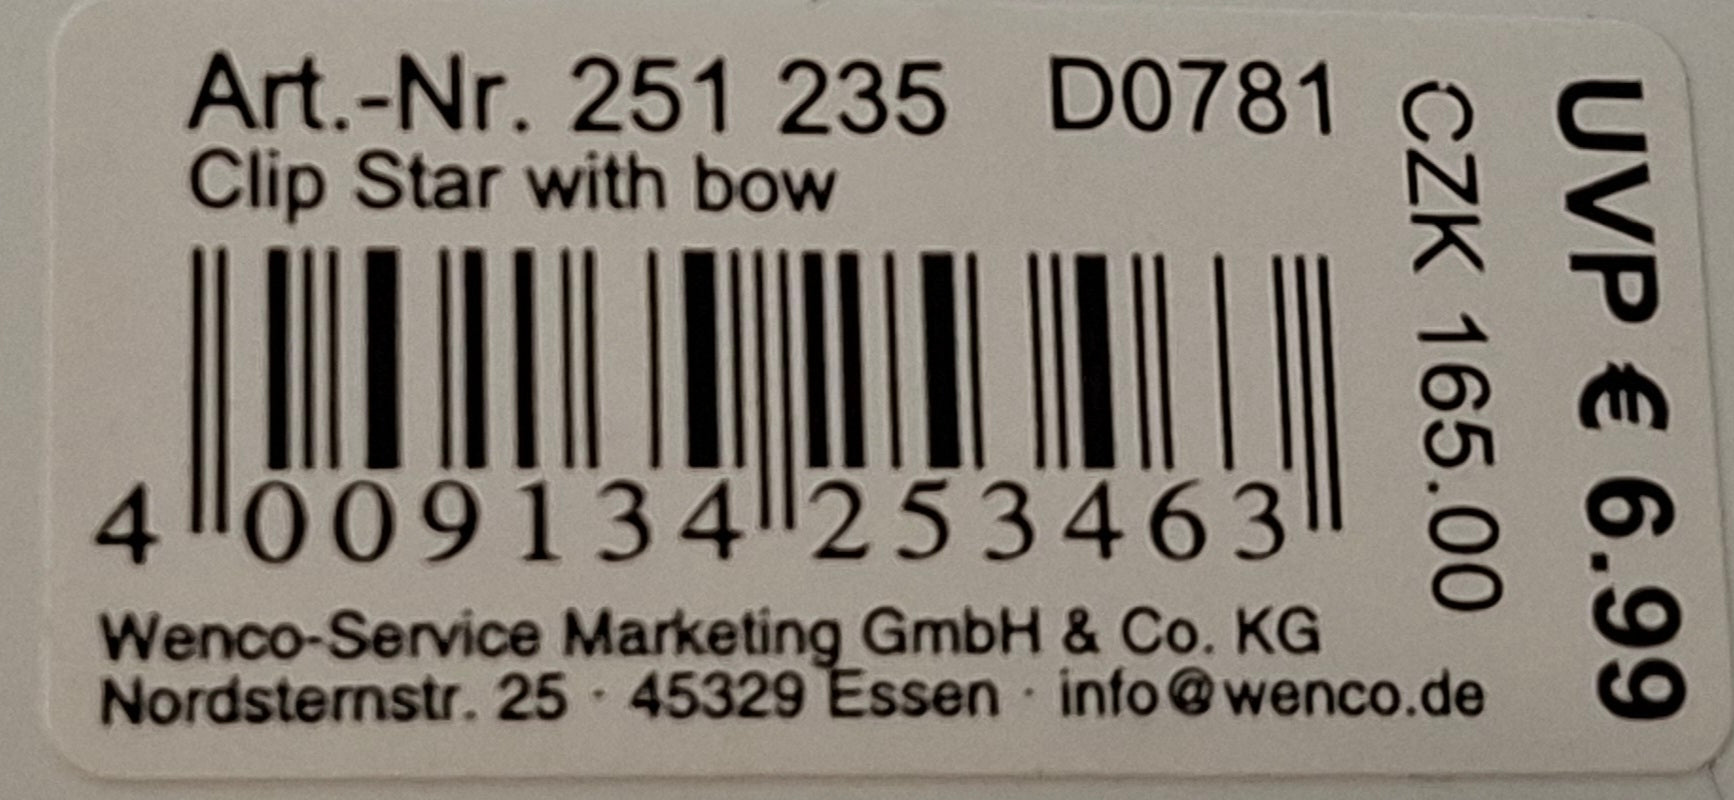 Art.-Nr. 251 235 D0781
Clip Star with bow
4 009134 253463
Wenco-Service Marketing GmbH & Co. KG
Nordsternstr. 25 · 45329 Essen · info@wenco.de
CZK 165.00
UVP € 6.99